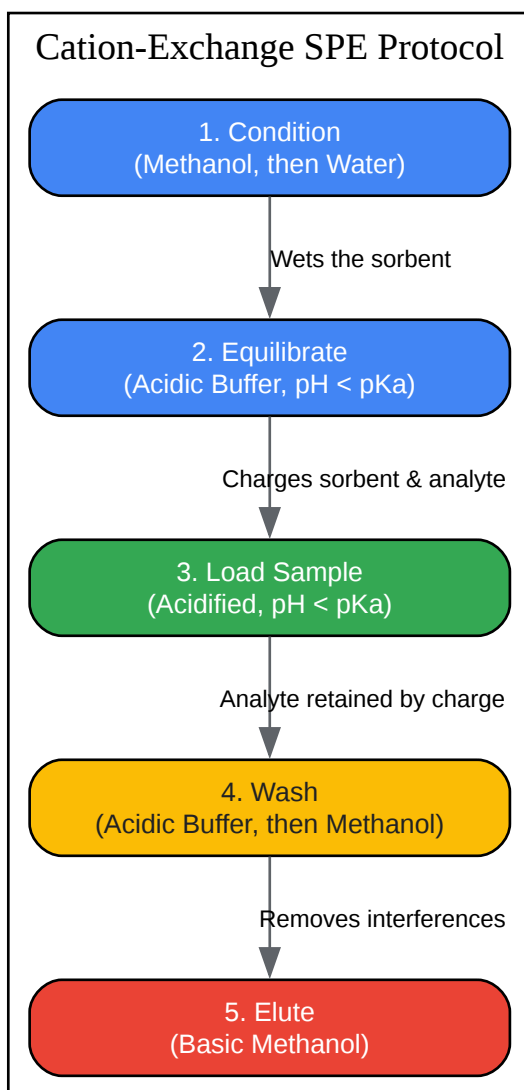 Cation-Exchange SPE Protocol
1. Condition
(Methanol, then Water)
Wets the sorbent
2. Equilibrate
(Acidic Buffer, pH < pKa)
Charges sorbent & analyte
3. Load Sample
(Acidified, pH < pKa)
Analyte retained by charge
4. Wash
(Acidic Buffer, then Methanol)
Removes interferences
5. Elute
(Basic Methanol)